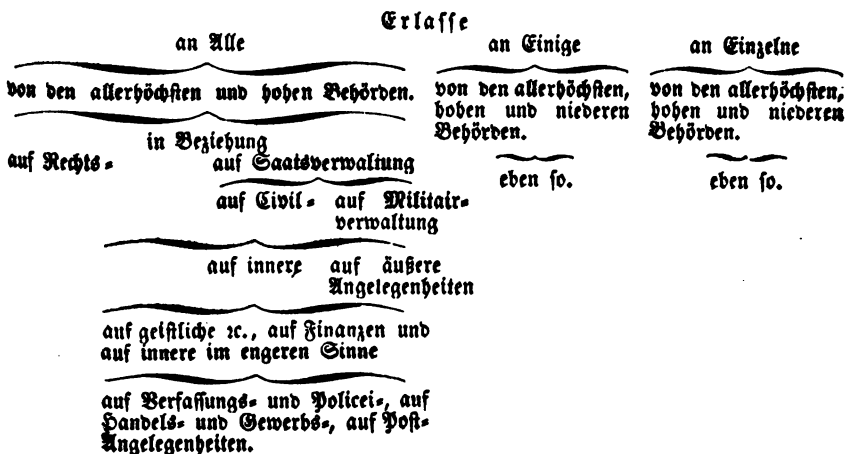 Erlasse
an Alle
von den allerhöchsten und hohen Behörden.
in Beziehung
auf Rechts-
auf Saatsverwaltung
auf Civil- auf Militair-
verwaltung
auf innere auf äußere
Angelegenheiten
auf geistliche ꝛc., auf Finanzen und
auf innere im engeren Sinne
auf Verfassungs- und Policei-, auf
Handels- und Gewerbs-, auf Post-
Angelegenheiten.
an Einige
von den allerhöchsten,
hohen und niederen
Behörden.
eben so.
an Einzelne
von den allerhöchsten,
hohen und niederen
Behörden.
eben so.